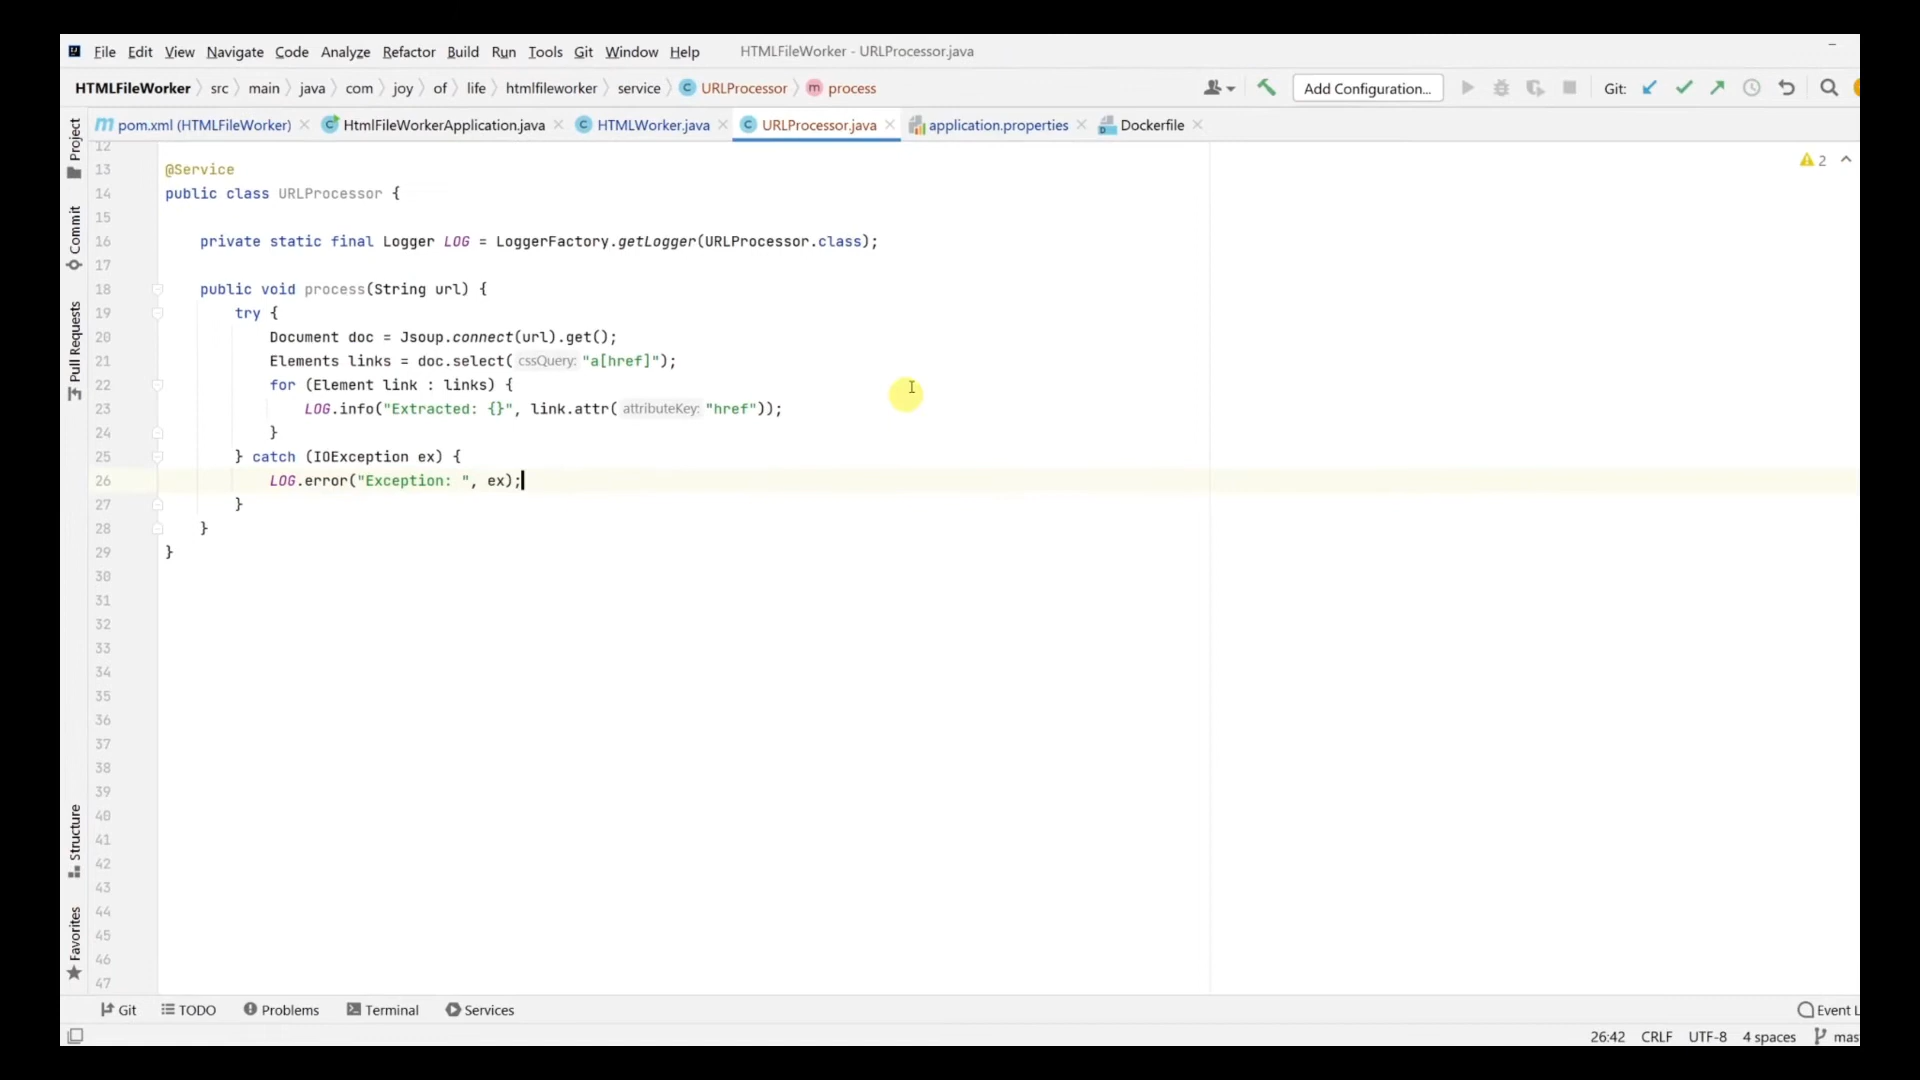 File Edit View Navigate Code Analyze Refactor Build Run Tools Git Window Help HTMLFileWorker - URLProcessor.java
HTMLFileWorker src main java com joy of life htmlfileworker service URLProcessor process Add Configuration... Git:
pom.xml (HTMLFileWorker) HtmlFileWorkerApplication.java HTMLWorker.java URLProcessor.java application.properties Dockerfile
Project
Commit
Pull Requests
Structure
Favorites
12
13 @Service
14 public class URLProcessor {
15
16 private static final Logger LOG = LoggerFactory.getLogger(URLProcessor.class);
17
18 public void process(String url) {
19 try {
20 Document doc = Jsoup.connect(url).get();
21 Elements links = doc.select( cssQuery: "a[href]");
22 for (Element link : links) {
23 LOG.info("Extracted: {}", link.attr( attributeKey: "href"));
24 }
25 } catch (IOException ex) {
26 LOG.error("Exception: ", ex);
27 }
28 }
29 }
30
31
32
33
34
35
36
37
38
39
40
41
42
43
44
45
46
47
2
Git TODO Problems Terminal Services Event L
26:42 CRLF UTF-8 4 spaces mas